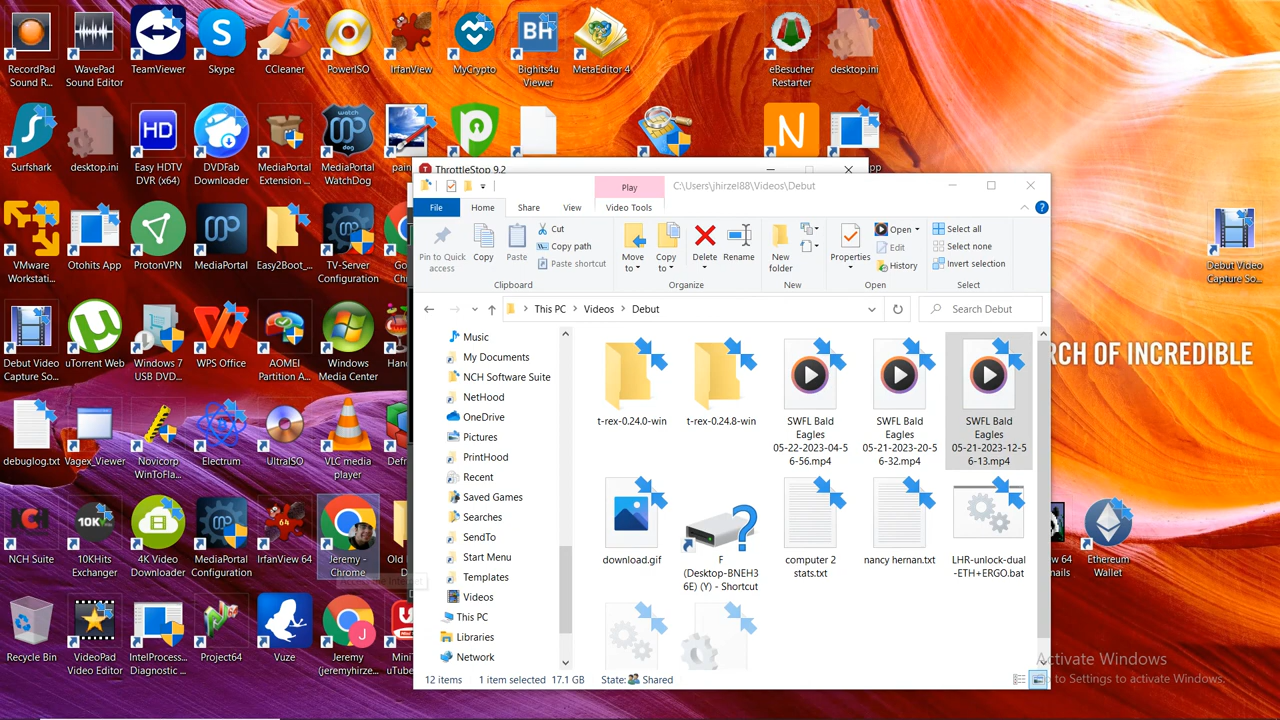 RecordPad
Sound R...
WavePad
Sound Editor
TeamViewer
Skype
CCleaner
PowerISO
IrfanView
MyCrypto
BH
Bighits4u
Viewer
MetaEditor 4
eBesucher
Restarter
desktop.ini
Surfshark
desktop.ini
HD
Easy HDTV
DVR (x64)
DVDFab
Downloader
MediaPortal
Extension ...
watch
dog
MediaPortal
WatchDog
N
ThrottleStop 9.2
VMware
Workstati...
Otohits App
ProtonVPN
MediaPortal
Easy2Boot_...
TV-Server
Configuration
Debut Video
Capture So...
uTorrent Web
Windows 7
USB DVD...
WPS Office
AOMEI
Partition A...
Windows
Media Center
debuglog.txt
Vagex_Viewer
Novicorp
WinToFla...
Electrum
UltraISO
VLC media
player
NCH
NCH Suite
10K
10KHits
Exchanger
4K Video
Downloader
MediaPortal
Configuration
64
IrfanView 64
Jeremy -
Chrome
Recycle Bin
VideoPad
Video Editor
IntelProcess...
Diagnostic ...
Project64
Vuze
J
Jeremy
(jeremyhirze...
Play
C:\Users\jhirzel88\Videos\Debut
File
Home
Share
View
Video Tools
Pin to Quick
access
Copy
Paste
Cut
Copy path
Paste shortcut
Clipboard
Move
to
Copy
to
Delete
Rename
Organize
New
folder
New
Properties
Open
Edit
History
Open
Select all
Select none
Invert selection
Select
This PC
Videos
Debut
Search Debut
Music
My Documents
NCH Software Suite
NetHood
OneDrive
Pictures
PrintHood
Recent
Saved Games
Searches
SendTo
Start Menu
Templates
Videos
This PC
Libraries
Network
t-rex-0.24.0-win
t-rex-0.24.8-win
SWFL Bald
Eagles
05-22-2023-04-5
6-56.mp4
SWFL Bald
Eagles
05-21-2023-20-5
6-32.mp4
SWFL Bald
Eagles
05-21-2023-12-5
6-13.mp4
download.gif
F
(Desktop-BNEH3
6E) (Y) - Shortcut
computer 2
stats.txt
nancy hernan.txt
LHR-unlock-dual
-ETH+ERGO.bat
12 items
1 item selected
17.1 GB
State:
Shared
Debut Video
Capture So...
RCH OF INCREDIBLE
Ethereum
Wallet
Activate Windows
to Settings to activate Windows.